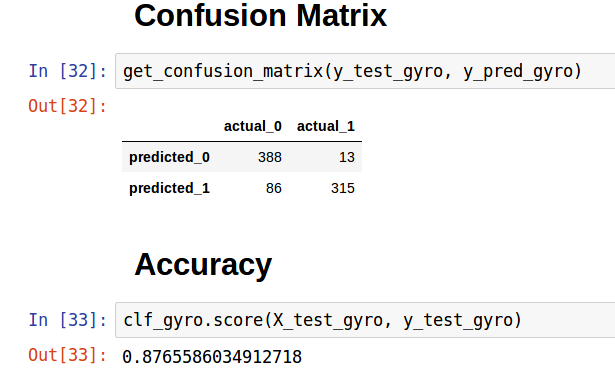 Confusion Matrix
In [32]: get_confusion_matrix(y_test_gyro, y_pred_gyro)
Out[32]:
actual_0 actual_1
predicted_0 388 13
predicted_1 86 315
Accuracy
In [33]: clf_gyro.score(X_test_gyro, y_test_gyro)
Out[33]: 0.8765586034912718